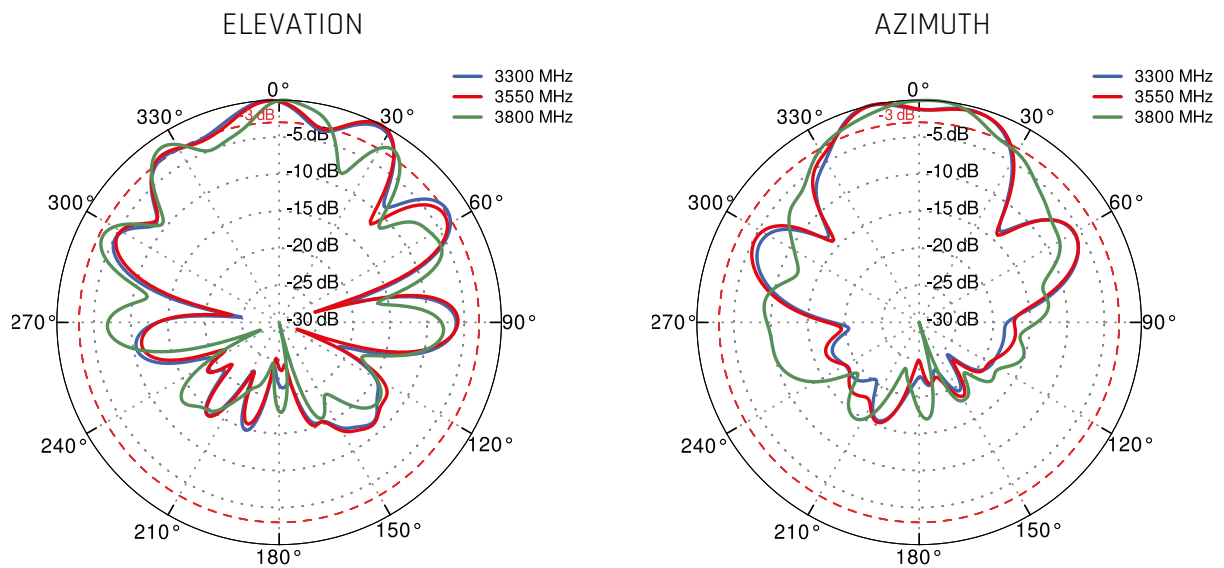 ELEVATION
3300 MHz
3550 MHz
3800 MHz
0°
330°
-3 dB
30°
-5 dB
-10 dB
300°
-15 dB
60°
-20 dB
-25 dB
270°
-30 dB
90°
240°
120°
210°
150°
180°
AZIMUTH
3300 MHz
3550 MHz
3800 MHz
0°
330°
-3 dB
30°
-5 dB
-10 dB
300°
-15 dB
60°
-20 dB
-25 dB
270°
-30 dB
90°
240°
120°
210°
150°
180°